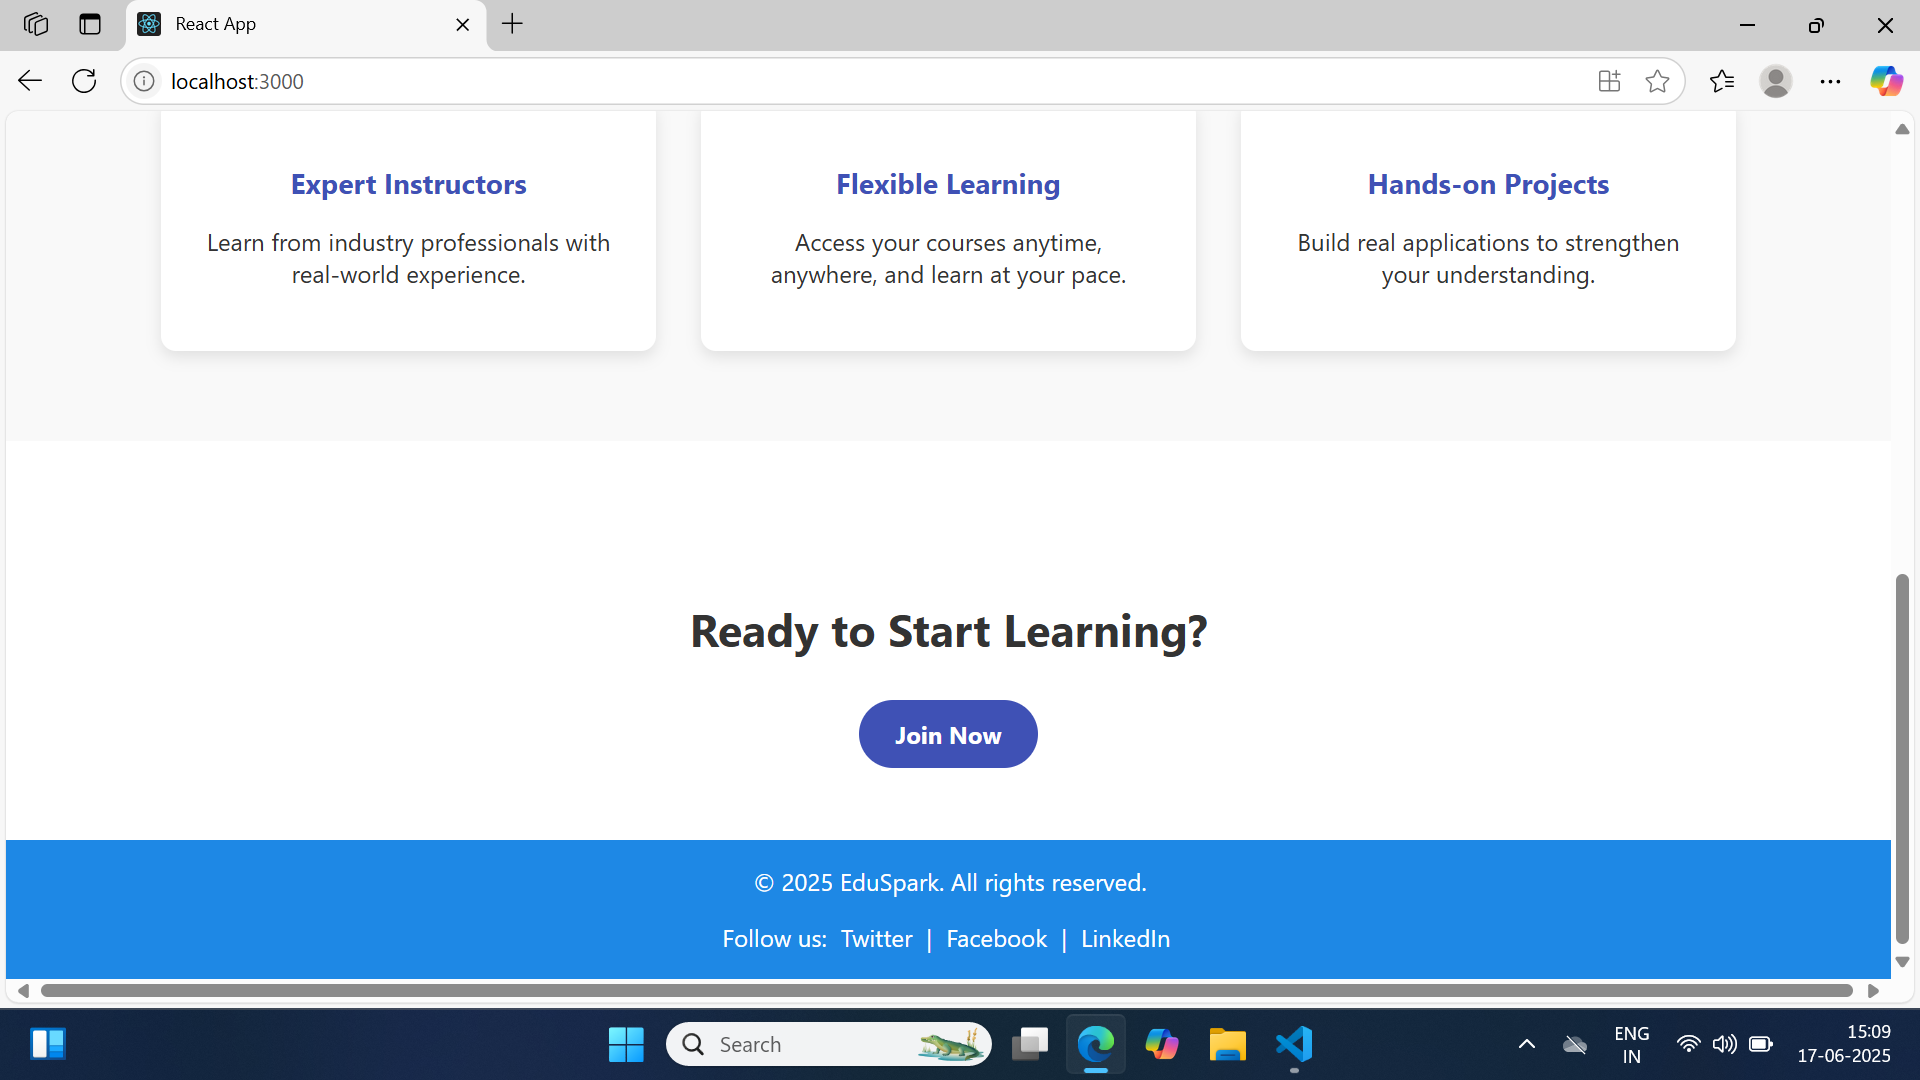 React App
localhost:3000
Expert Instructors
Learn from industry professionals with
real-world experience.
Flexible Learning
Access your courses anytime,
anywhere, and learn at your pace.
Hands-on Projects
Build real applications to strengthen
your understanding.
Ready to Start Learning?
Join Now
© 2025 EduSpark. All rights reserved.
Follow us: Twitter | Facebook | LinkedIn
Search
ENG
IN
15:09
17-06-2025